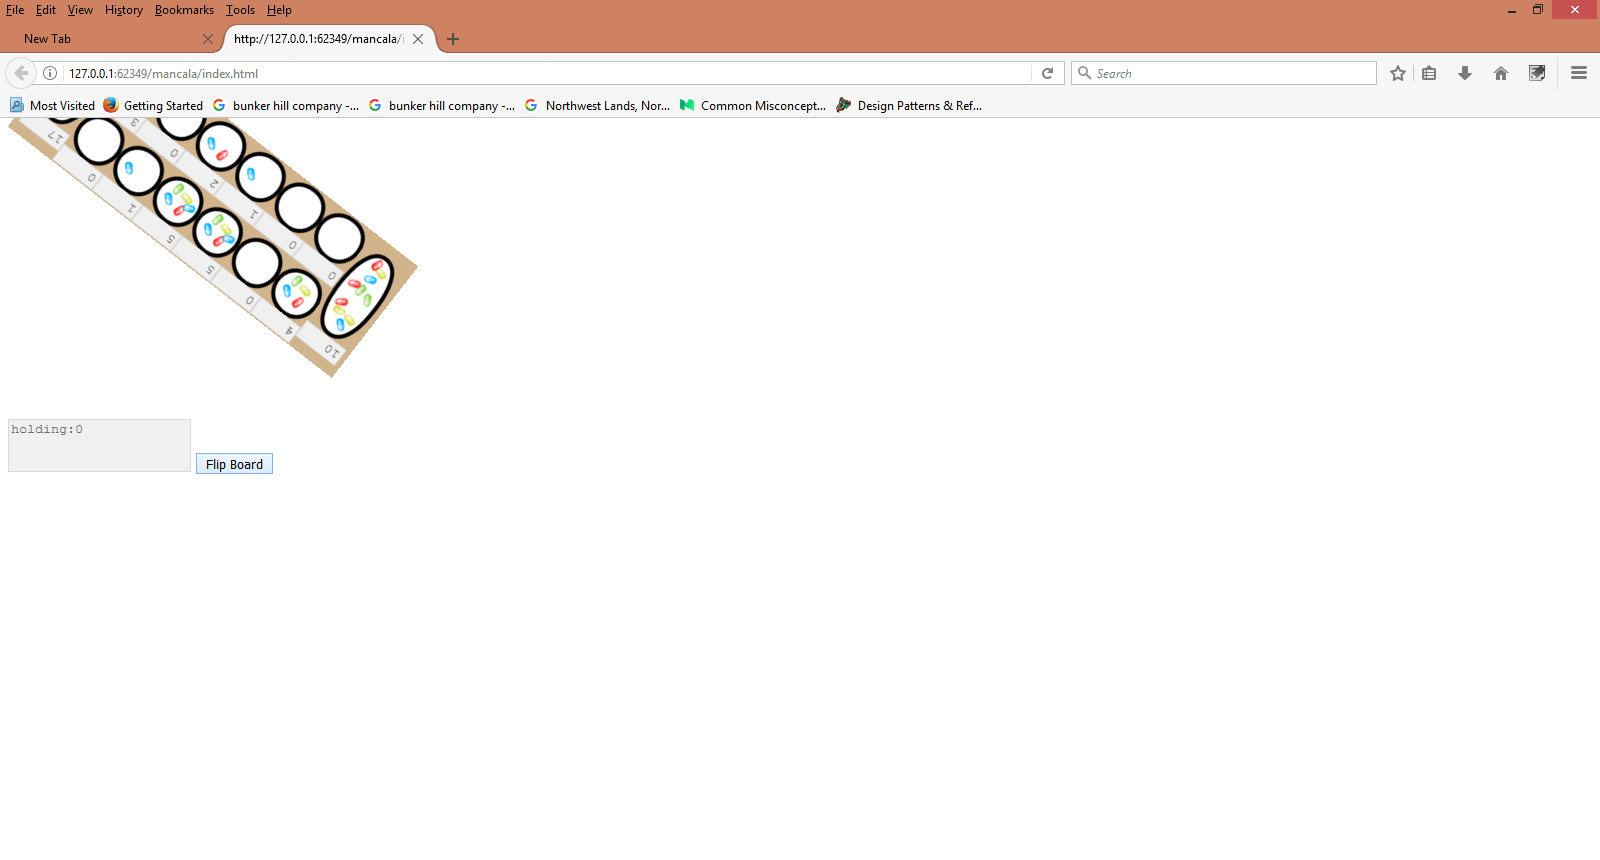 File Edit View History Bookmarks Tools Help
New Tab
http://127.0.0.1:62349/mancala/i
127.0.0.1:62349/mancala/index.html
Search
Most Visited Getting Started bunker hill company -... bunker hill company -... Northwest Lands, Nor... Common Misconcept... Design Patterns & Ref...
3
0
2
1
0
0
17
0
1
5
5
0
4
10
holding:0
Flip Board